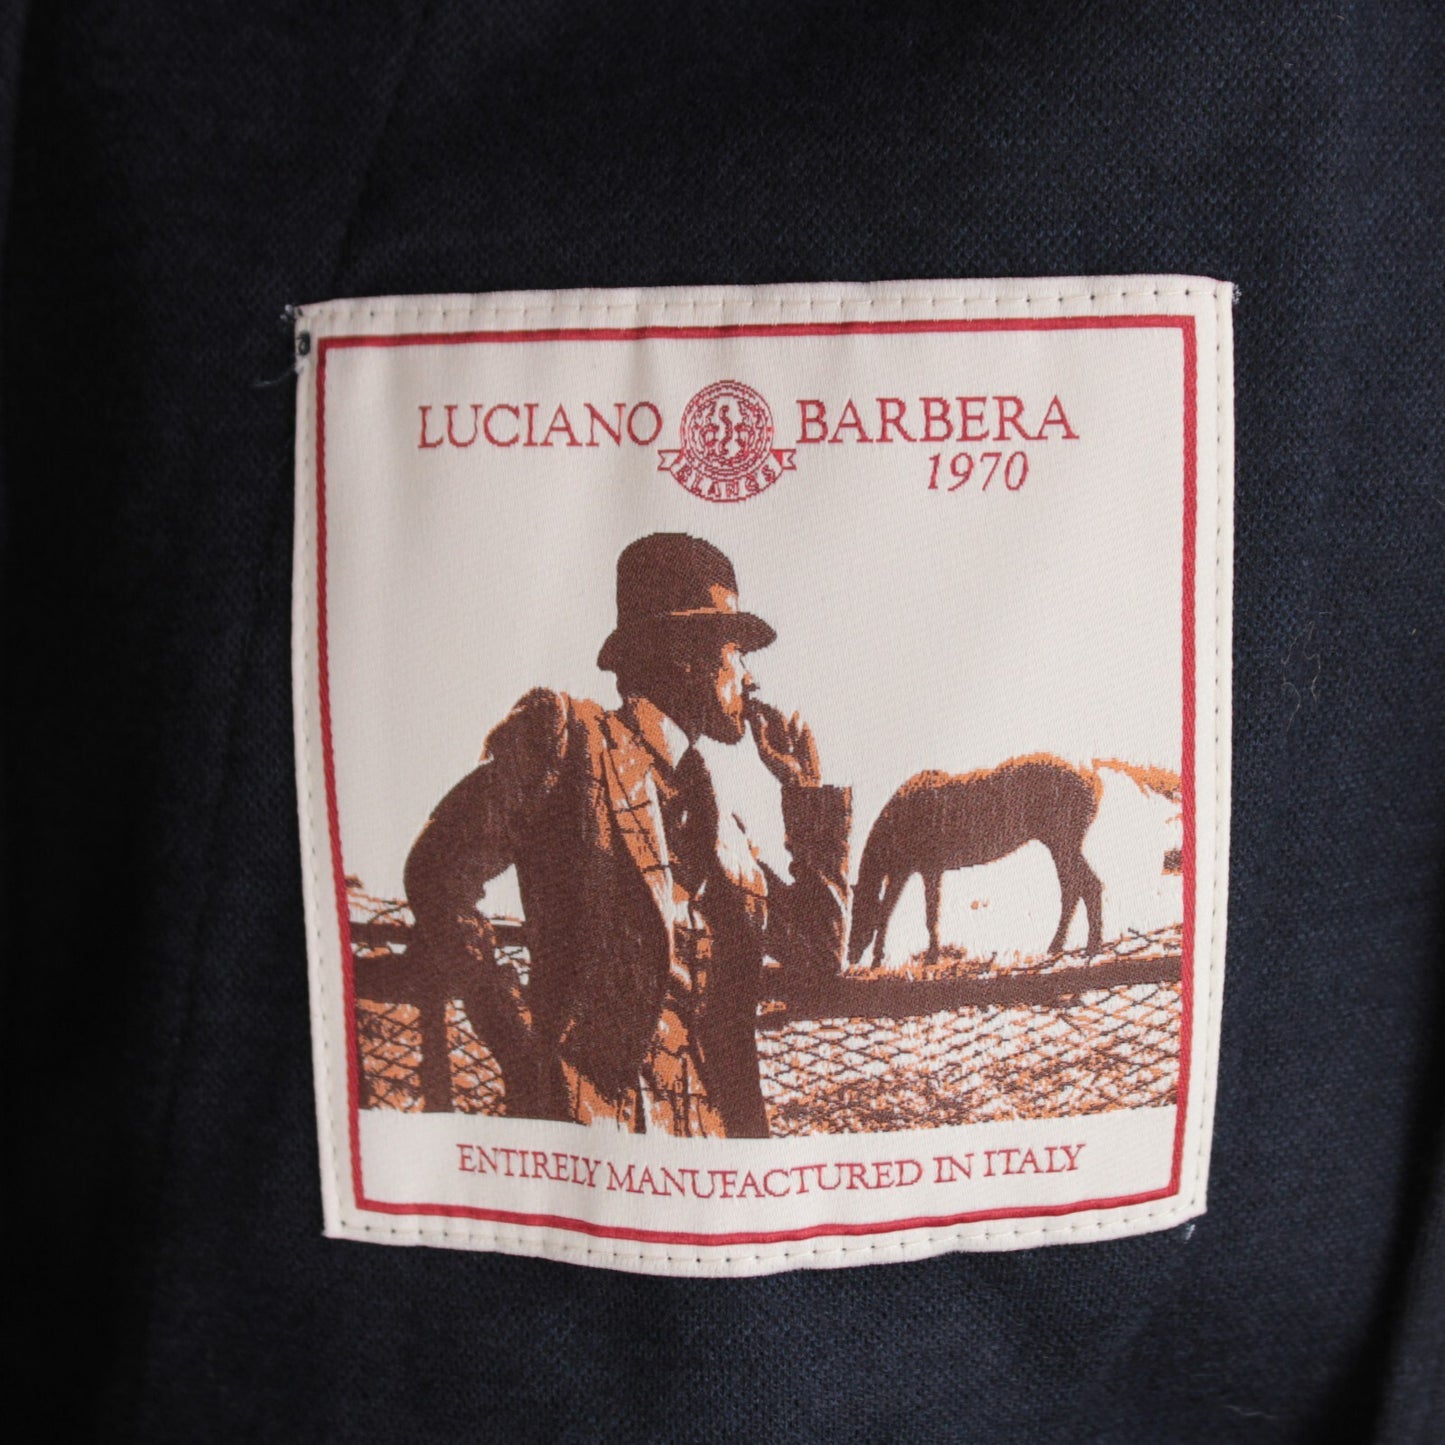 LUCIANO BARBERA
1970
ENTIRELY MANUFACTURED IN ITALY